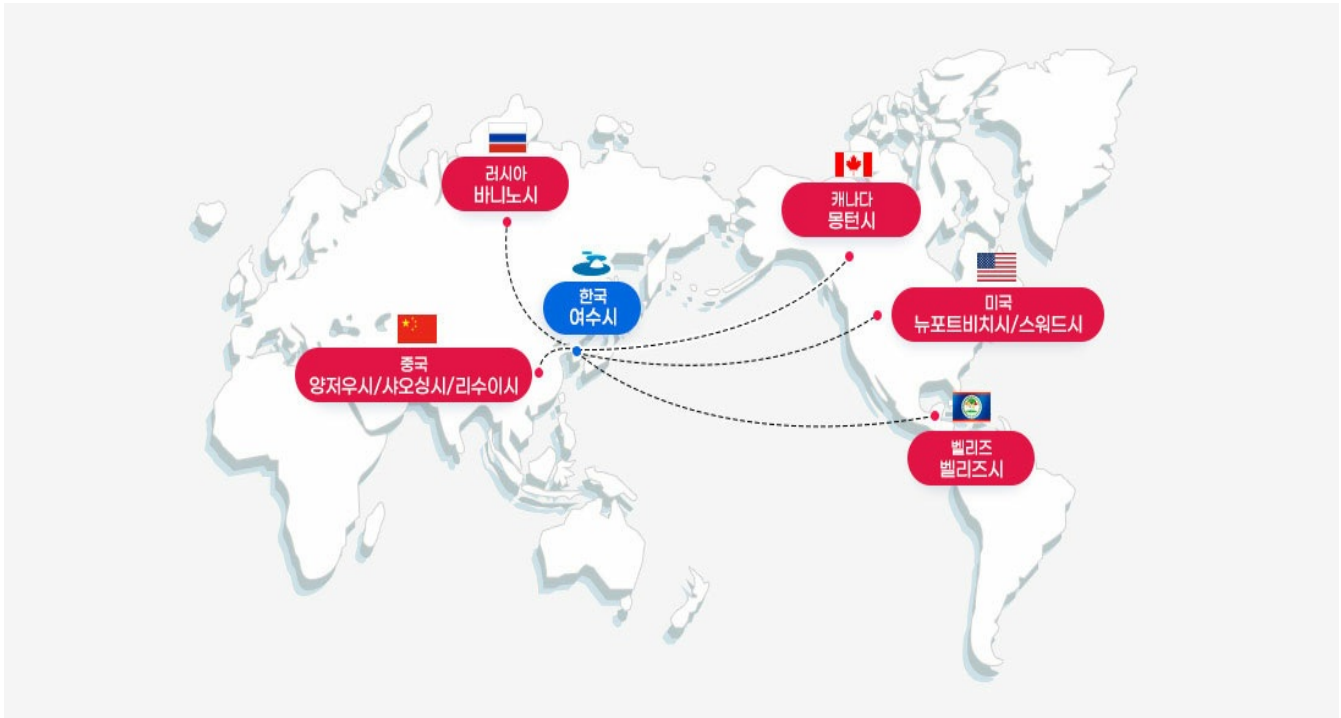 러시아
바니노시
캐나다
몽턴시
한국
여수시
미국
뉴포트비치시/스워드시
중국
양저우시/샤오싱시/리수이시
벨리즈
벨리즈시